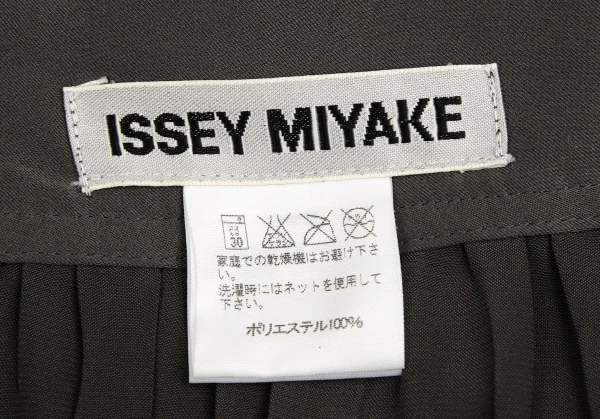 ISSEY MIYAKE
30
家庭での乾燥機はお避け下
さい。
洗濯時にはネットを使用して
下さい。
ポリエステル100%